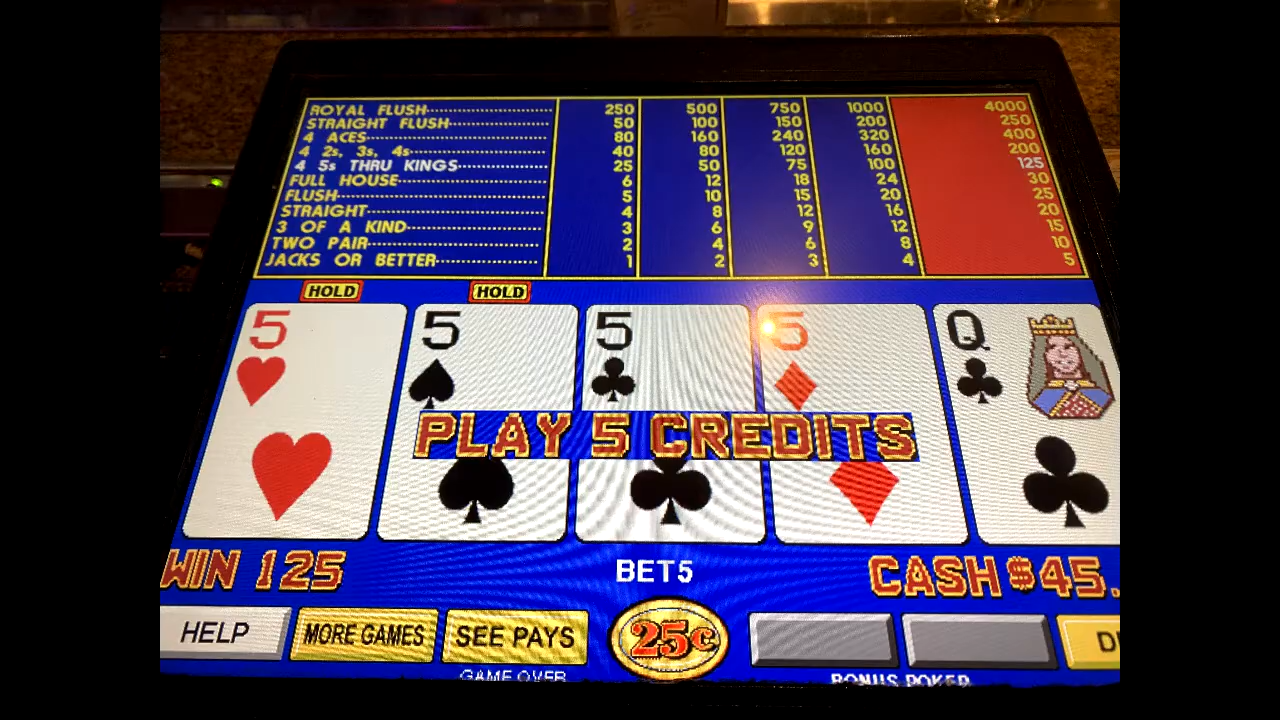 ROYAL FLUSH 250 500 750 1000 4000
STRAIGHT FLUSH 50 100 150 200 250
4 ACES 80 160 240 320 400
4 2s, 3s, 4s 40 80 120 160 200
4 5s THRU KINGS 25 50 75 100 125
FULL HOUSE 6 12 18 24 30
FLUSH 5 10 15 20 25
STRAIGHT 4 8 12 16 20
3 OF A KIND 3 6 9 12 15
TWO PAIR 2 4 6 8 10
JACKS OR BETTER 1 2 3 4 5
HOLD HOLD
5 5 5 5 Q
PLAY 5 CREDITS
WIN 125 BET5 CASH $45.
HELP MORE GAMES SEE PAYS 25¢
GAME OVER BONUS POKER